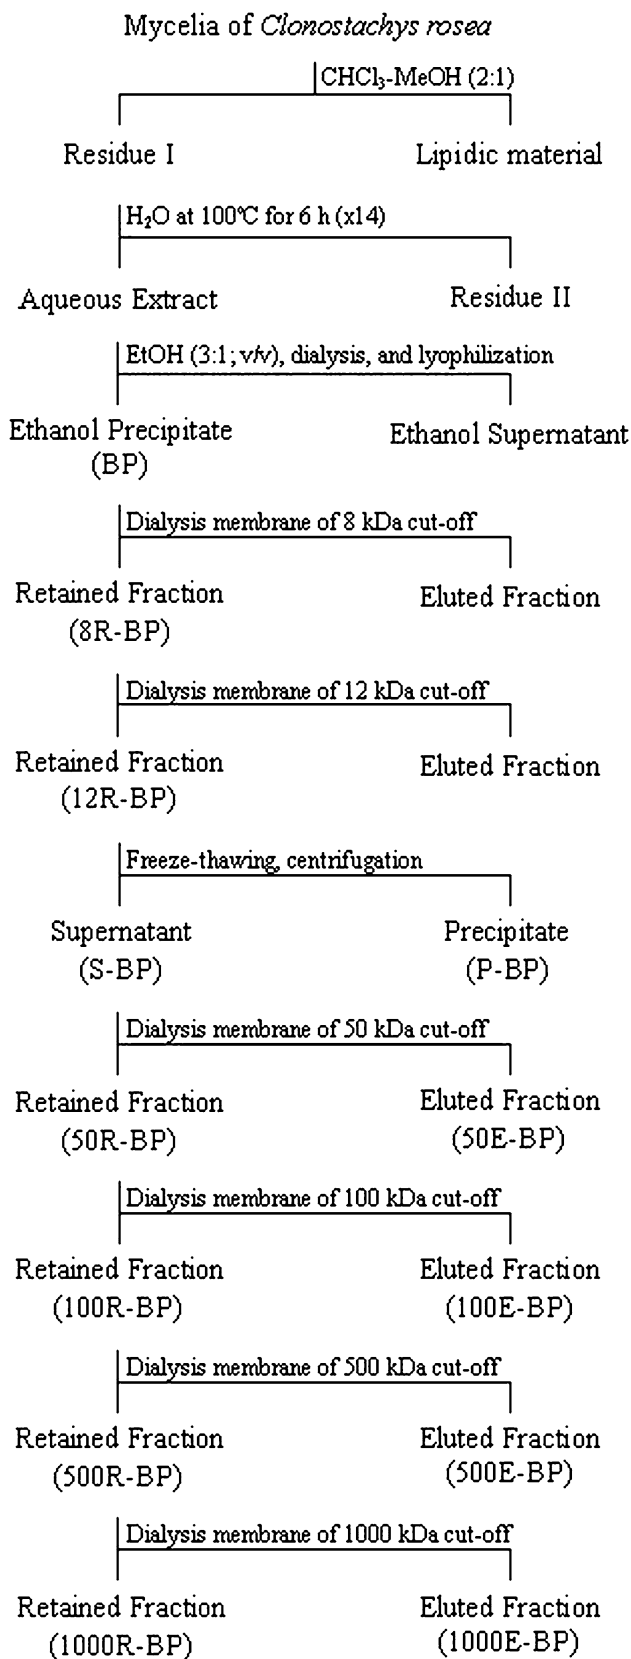 Mycelia of Clonostachys rosea
CHCl₃-MeOH (2:1)
Residue I
Lipidic material
H₂O at 100°C for 6 h (x14)
Aqueous Extract
Residue II
EtOH (3:1; v/v), dialysis, and lyophilization
Ethanol Precipitate
(BP)
Ethanol Supernatant
Dialysis membrane of 8 kDa cut-off
Retained Fraction
(8R-BP)
Eluted Fraction
Dialysis membrane of 12 kDa cut-off
Retained Fraction
(12R-BP)
Eluted Fraction
Freeze-thawing, centrifugation
Supernatant
(S-BP)
Precipitate
(P-BP)
Dialysis membrane of 50 kDa cut-off
Retained Fraction
(50R-BP)
Eluted Fraction
(50E-BP)
Dialysis membrane of 100 kDa cut-off
Retained Fraction
(100R-BP)
Eluted Fraction
(100E-BP)
Dialysis membrane of 500 kDa cut-off
Retained Fraction
(500R-BP)
Eluted Fraction
(500E-BP)
Dialysis membrane of 1000 kDa cut-off
Retained Fraction
(1000R-BP)
Eluted Fraction
(1000E-BP)